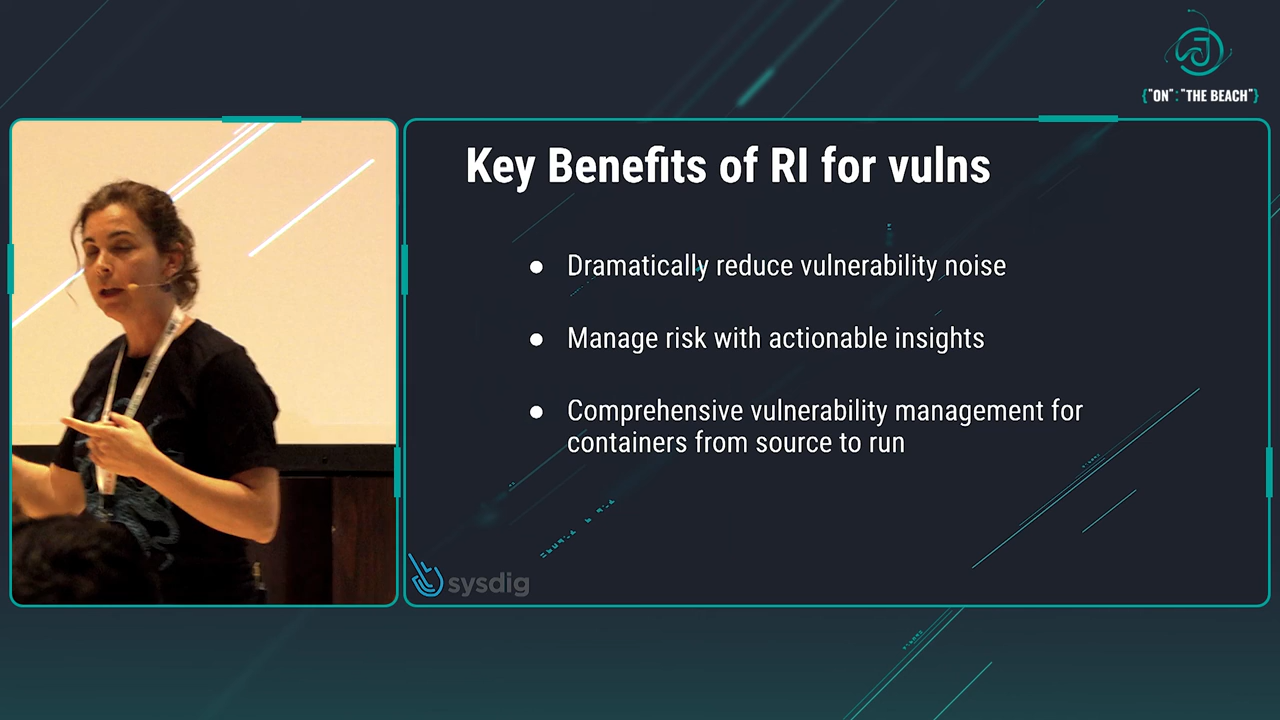 {"ON":"THE BEACH"}
Key Benefits of RI for vulns
● Dramatically reduce vulnerability noise
● Manage risk with actionable insights
● Comprehensive vulnerability management for
containers from source to run
sysdig